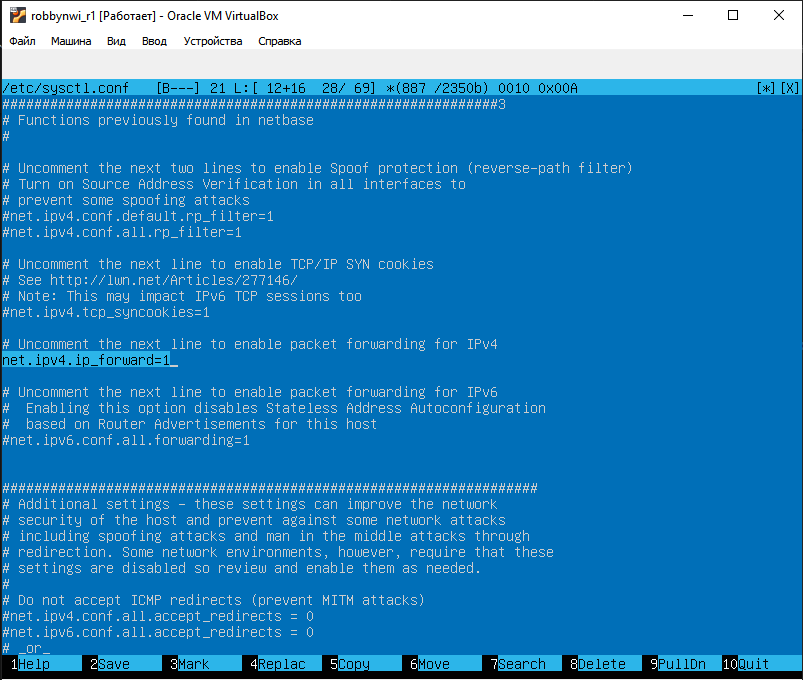 robbynwi_r1 [Работает] - Oracle VM VirtualBox
Файл Машина Вид Ввод Устройства Справка
/etc/sysctl.conf [B---] 21 L:[ 12+16 28/ 69] *(887 /2350b) 0010 0x00A [*][X]
##############################################################3
# Functions previously found in netbase
#
# Uncomment the next two lines to enable Spoof protection (reverse-path filter)
# Turn on Source Address Verification in all interfaces to
# prevent some spoofing attacks
#net.ipv4.conf.default.rp_filter=1
#net.ipv4.conf.all.rp_filter=1
# Uncomment the next line to enable TCP/IP SYN cookies
# See http://lwn.net/Articles/277146/
# Note: This may impact IPv6 TCP sessions too
#net.ipv4.tcp_syncookies=1
# Uncomment the next line to enable packet forwarding for IPv4
net.ipv4.ip_forward=1_
# Uncomment the next line to enable packet forwarding for IPv6
#  Enabling this option disables Stateless Address Autoconfiguration
#  based on Router Advertisements for this host
#net.ipv6.conf.all.forwarding=1
###################################################################
# Additional settings - these settings can improve the network
# security of the host and prevent against some network attacks
# including spoofing attacks and man in the middle attacks through
# redirection. Some network environments, however, require that these
# settings are disabled so review and enable them as needed.
#
# Do not accept ICMP redirects (prevent MITM attacks)
#net.ipv4.conf.all.accept_redirects = 0
#net.ipv6.conf.all.accept_redirects = 0
# _or_
1Help 2Save 3Mark 4Replac 5Copy 6Move 7Search 8Delete 9PullDn 10Quit